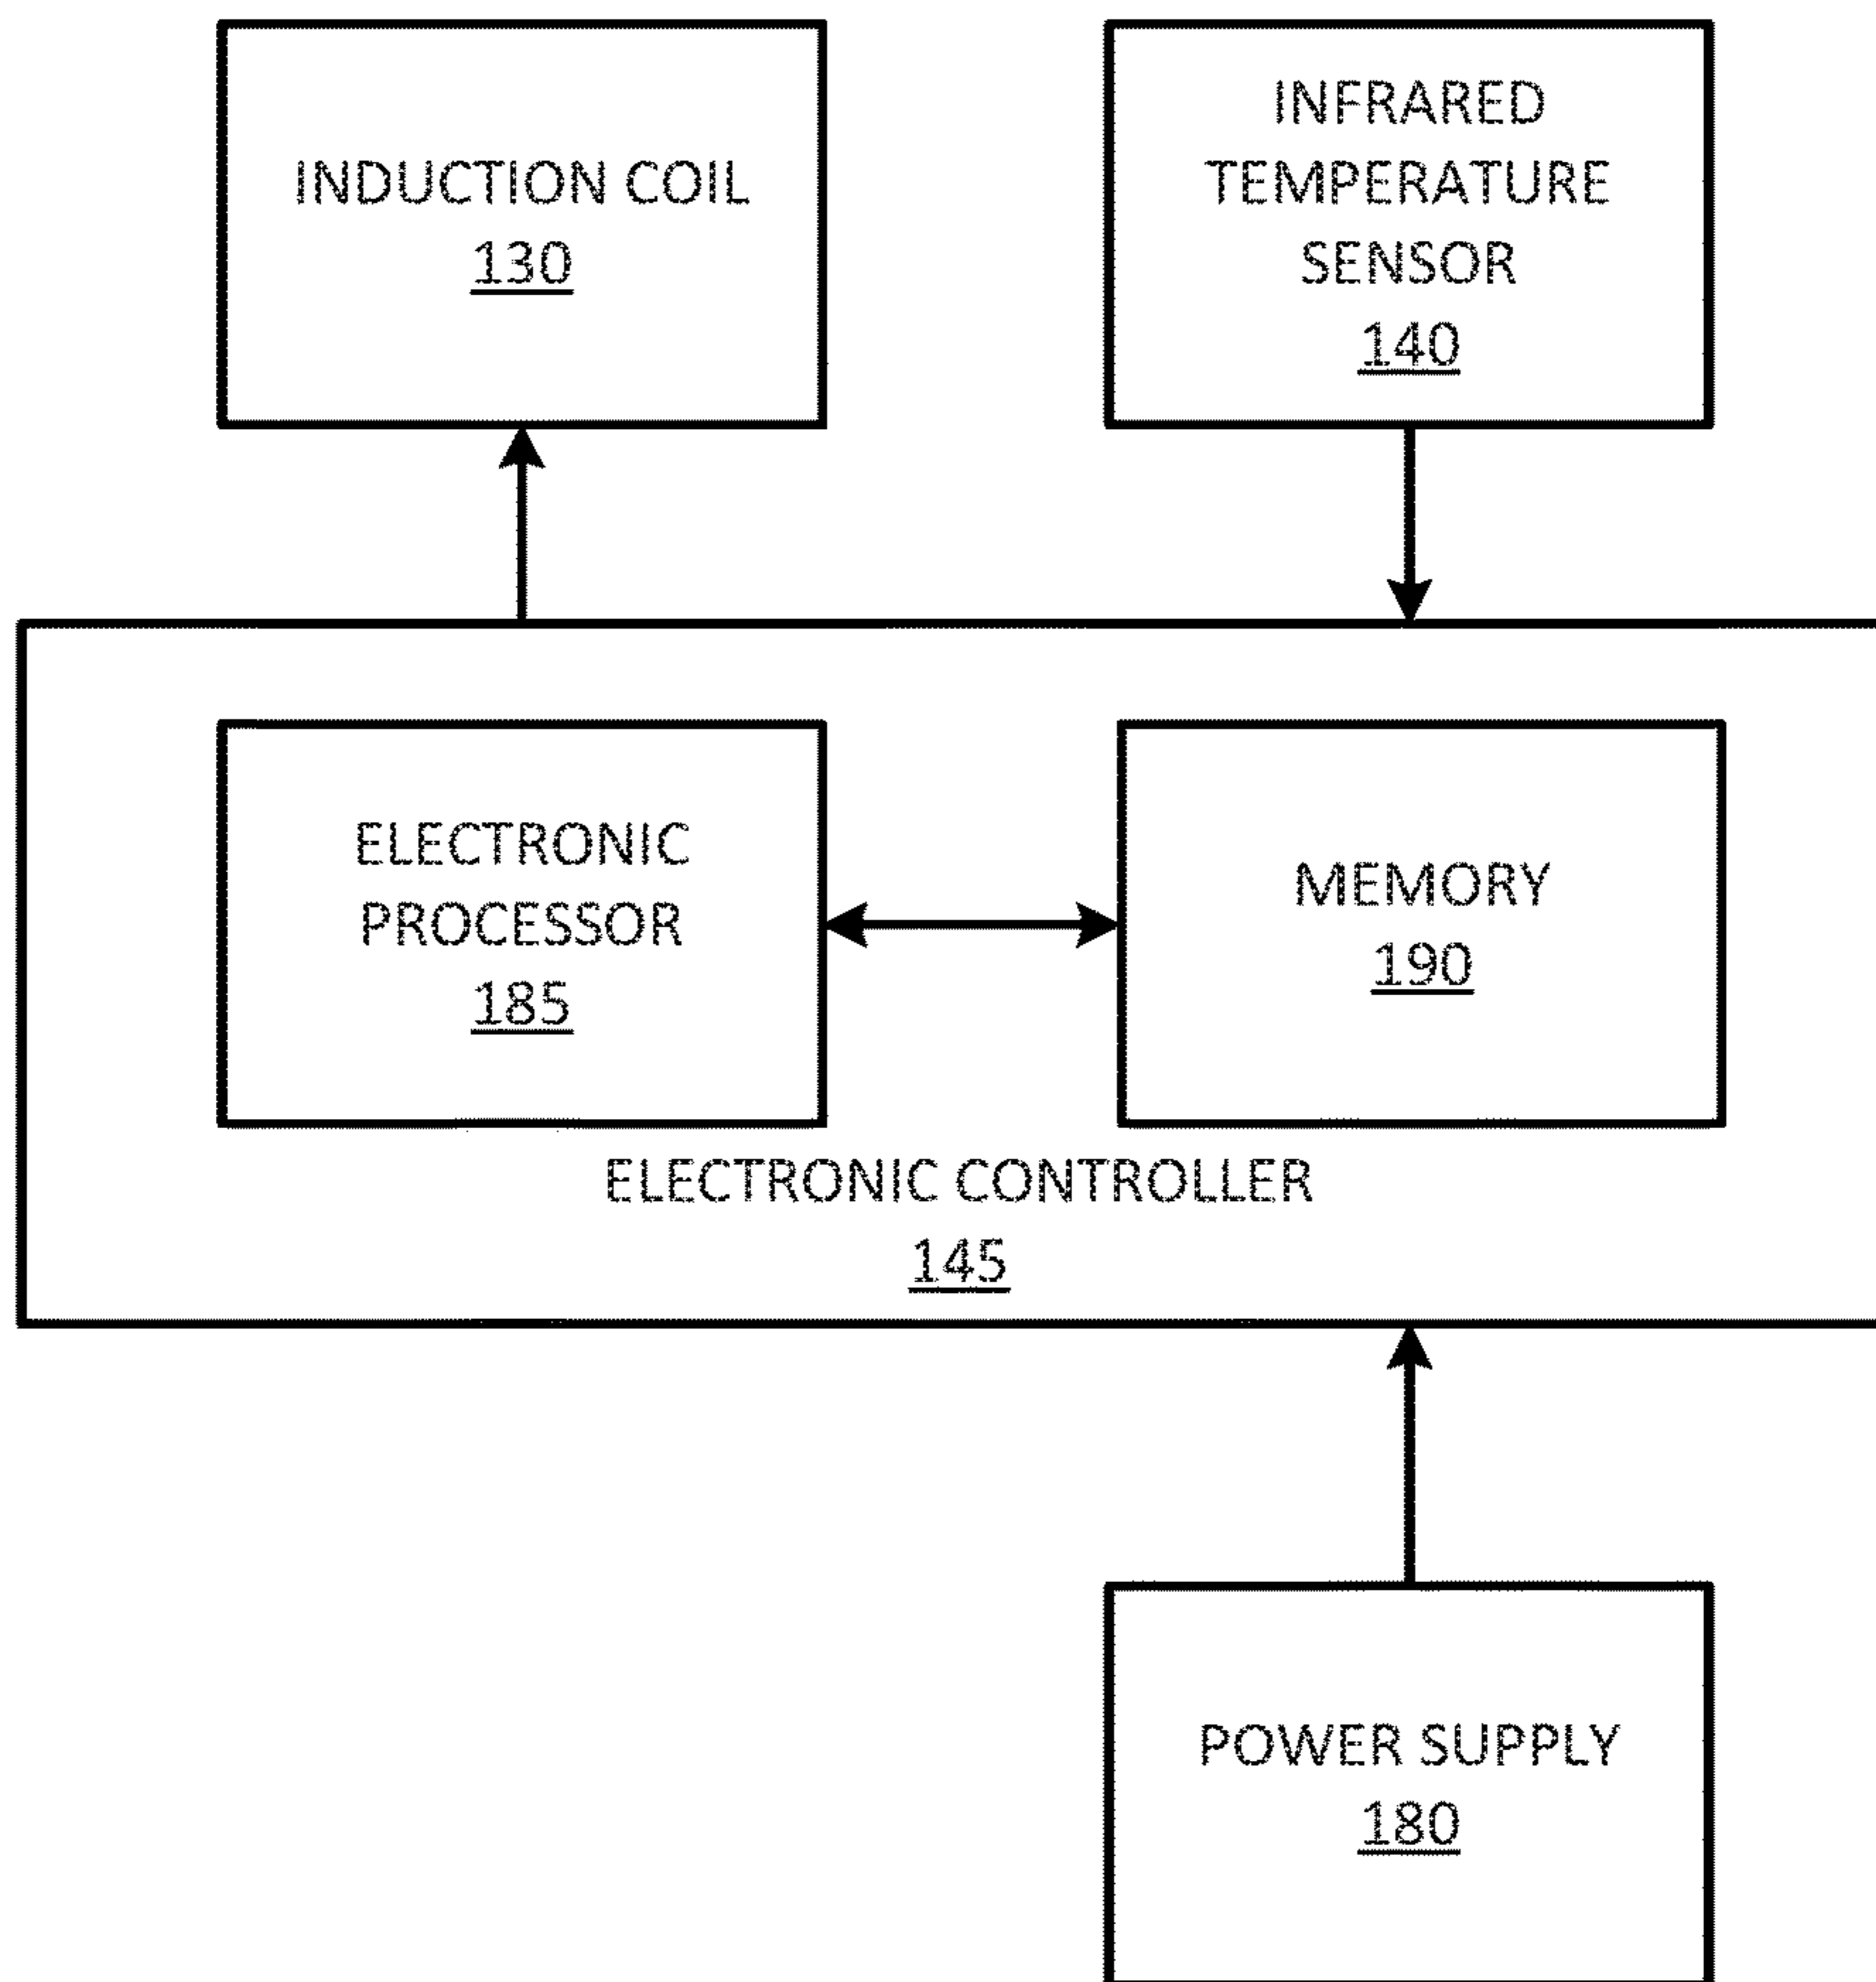 INDUCTION COIL
130
INFRARED
TEMPERATURE
SENSOR
140
ELECTRONIC
PROCESSOR
185
MEMORY
190
ELECTRONIC CONTROLLER
145
POWER SUPPLY
180